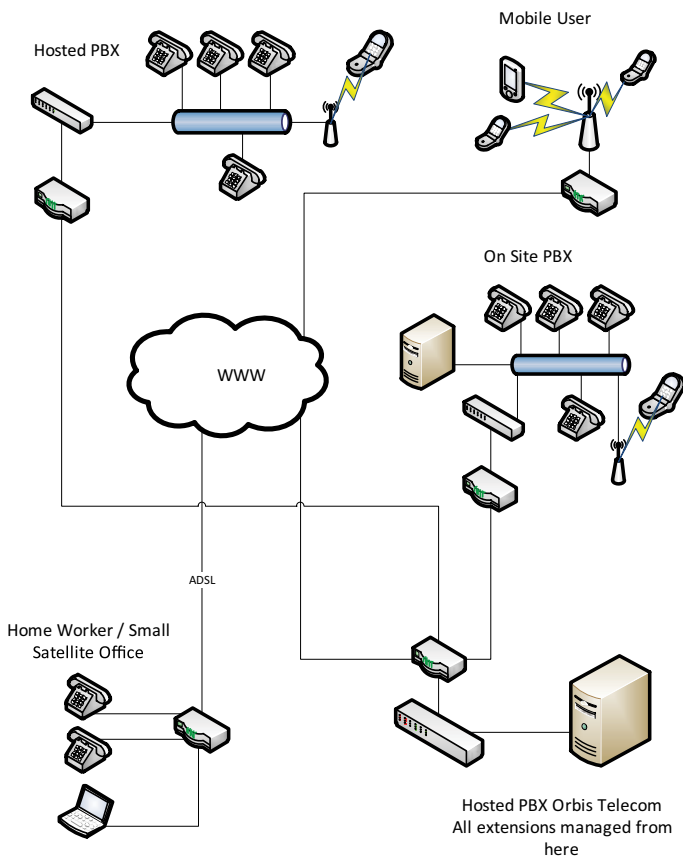 Mobile User
Hosted PBX
On Site PBX
WWW
ADSL
Home Worker / Small
Satellite Office
Hosted PBX Orbis Telecom
All extensions managed from
here